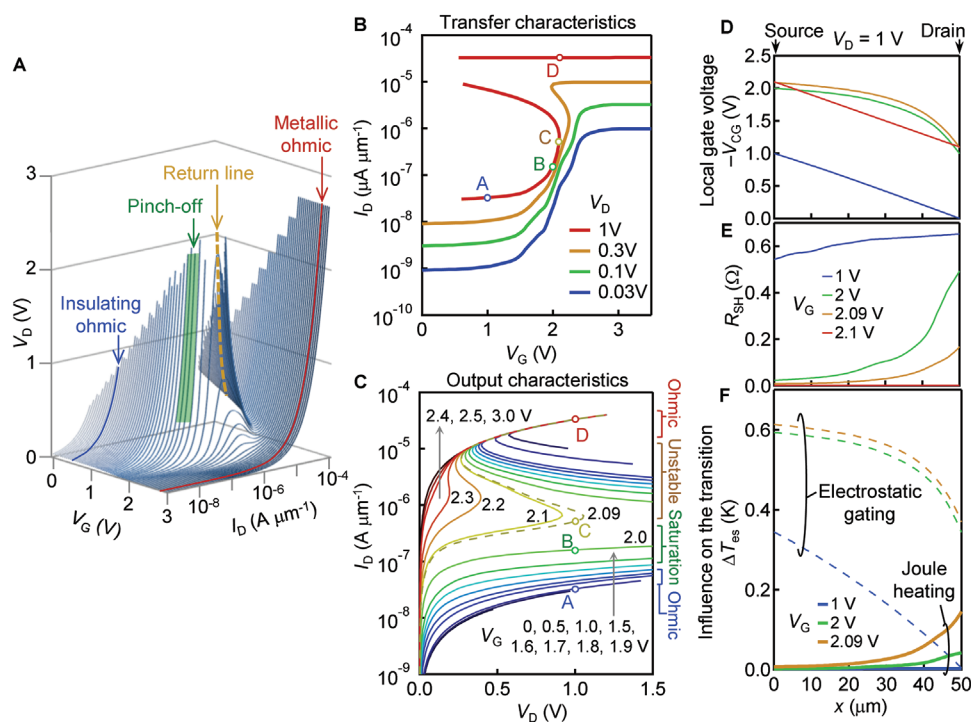 A
Metallic
ohmic
Return line
Pinch-off
Insulating
ohmic
3
2
1
0
V_D (V)
0
1
2
3
V_G (V)
10⁻⁸
10⁻⁶
10⁻⁴
I_D (A µm⁻¹)
B
Transfer characteristics
10⁻⁴
10⁻⁵
10⁻⁶
10⁻⁷
10⁻⁸
10⁻⁹
10⁻¹⁰
I_D (µA µm⁻¹)
D
C
B
A
V_D
1V
0.3V
0.1V
0.03V
0 1 2 3
V_G (V)
C
Output characteristics
10⁻⁴
10⁻⁵
10⁻⁶
10⁻⁷
10⁻⁸
10⁻⁹
I_D (A µm⁻¹)
2.4, 2.5, 3.0 V
D
2.3
2.2
2.1
2.09
C
2.0
B
A
V_G
0, 0.5, 1.0, 1.5,
1.6, 1.7, 1.8, 1.9 V
Ohmic
Unstable
Saturation
Ohmic
0.0 0.5 1.0 1.5
V_D (V)
D
Source
Drain
V_D = 1 V
2.5
2.0
1.5
1.0
0.5
0.0
Local gate voltage
−V_CG (V)
E
0.6
0.4
0.2
0.0
R_SH (Ω)
V_G
1 V
2 V
2.09 V
2.1 V
F
0.6
0.4
0.2
0.0
Influence on the transition
ΔT_es (K)
Electrostatic
gating
Joule
heating
V_G
1 V
2 V
2.09 V
0 10 20 30 40 50
x (µm)